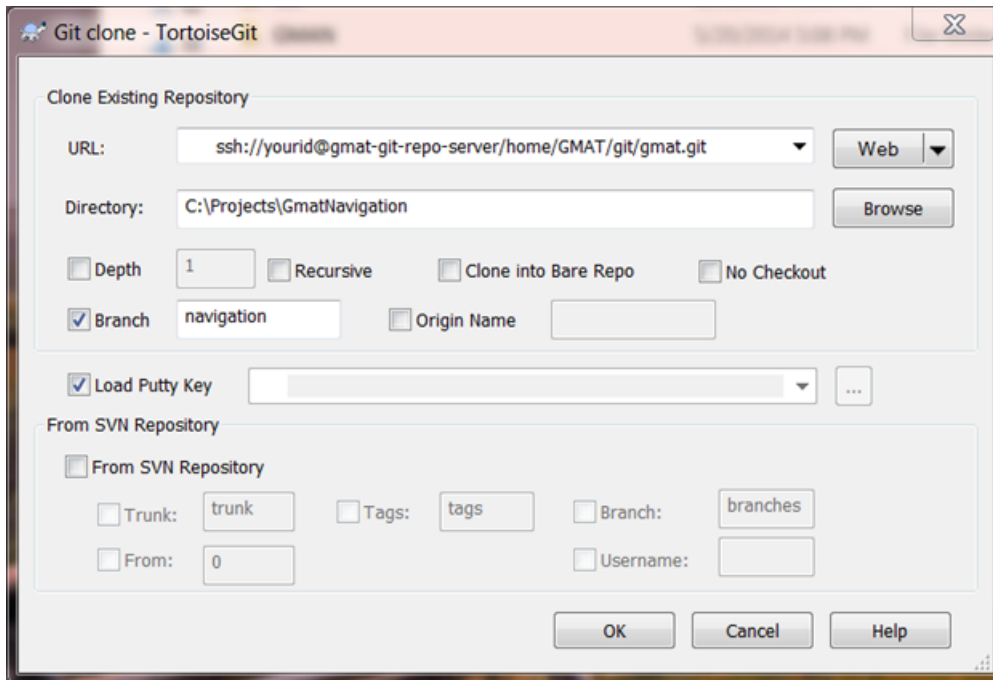 Git clone - TortoiseGit
Clone Existing Repository
URL: ssh://yourid@gmat-git-repo-server/home/GMAT/git/gmat.git Web
Directory: C:\Projects\GmatNavigation Browse
Depth 1 Recursive Clone into Bare Repo No Checkout
Branch navigation Origin Name
Load Putty Key ...
From SVN Repository
From SVN Repository
Trunk: trunk Tags: tags Branch: branches
From: 0 Username:
OK Cancel Help